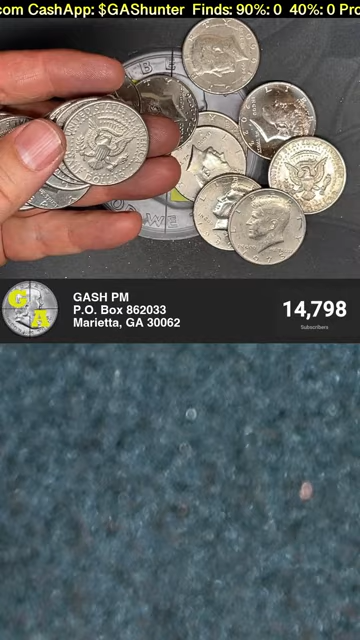 com CashApp: $GAShunter Finds: 90%: 0 40%: 0 Pro
GA
GASH PM
P.O. Box 862033
Marietta, GA 30062
14,798
Subscribers